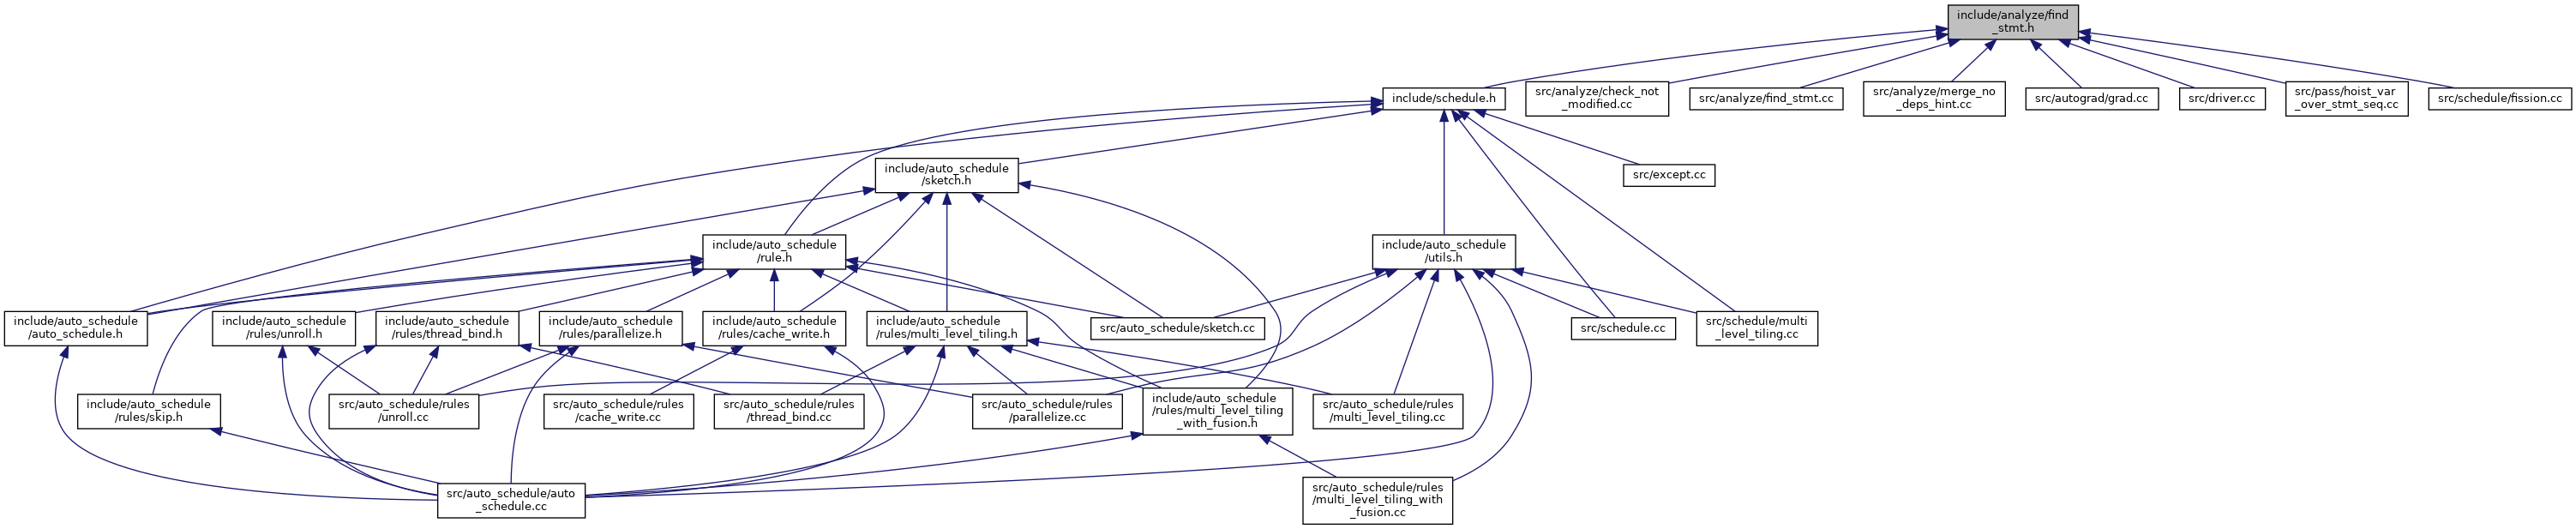 include/analyze/find
_stmt.h
include/schedule.h
src/analyze/check_not
_modified.cc
src/analyze/find_stmt.cc
src/analyze/merge_no
_deps_hint.cc
src/autograd/grad.cc
src/driver.cc
src/pass/hoist_var
_over_stmt_seq.cc
src/schedule/fission.cc
include/auto_schedule
/sketch.h
src/except.cc
include/auto_schedule
/rule.h
include/auto_schedule
/utils.h
include/auto_schedule
/auto_schedule.h
include/auto_schedule
/rules/unroll.h
include/auto_schedule
/rules/thread_bind.h
include/auto_schedule
/rules/parallelize.h
include/auto_schedule
/rules/cache_write.h
include/auto_schedule
/rules/multi_level_tiling.h
src/auto_schedule/sketch.cc
src/schedule.cc
src/schedule/multi
_level_tiling.cc
include/auto_schedule
/rules/skip.h
src/auto_schedule/rules
/unroll.cc
src/auto_schedule/rules
/cache_write.cc
src/auto_schedule/rules
/thread_bind.cc
src/auto_schedule/rules
/parallelize.cc
include/auto_schedule
/rules/multi_level_tiling
_with_fusion.h
src/auto_schedule/rules
/multi_level_tiling.cc
src/auto_schedule/auto
_schedule.cc
src/auto_schedule/rules
/multi_level_tiling_with
_fusion.cc